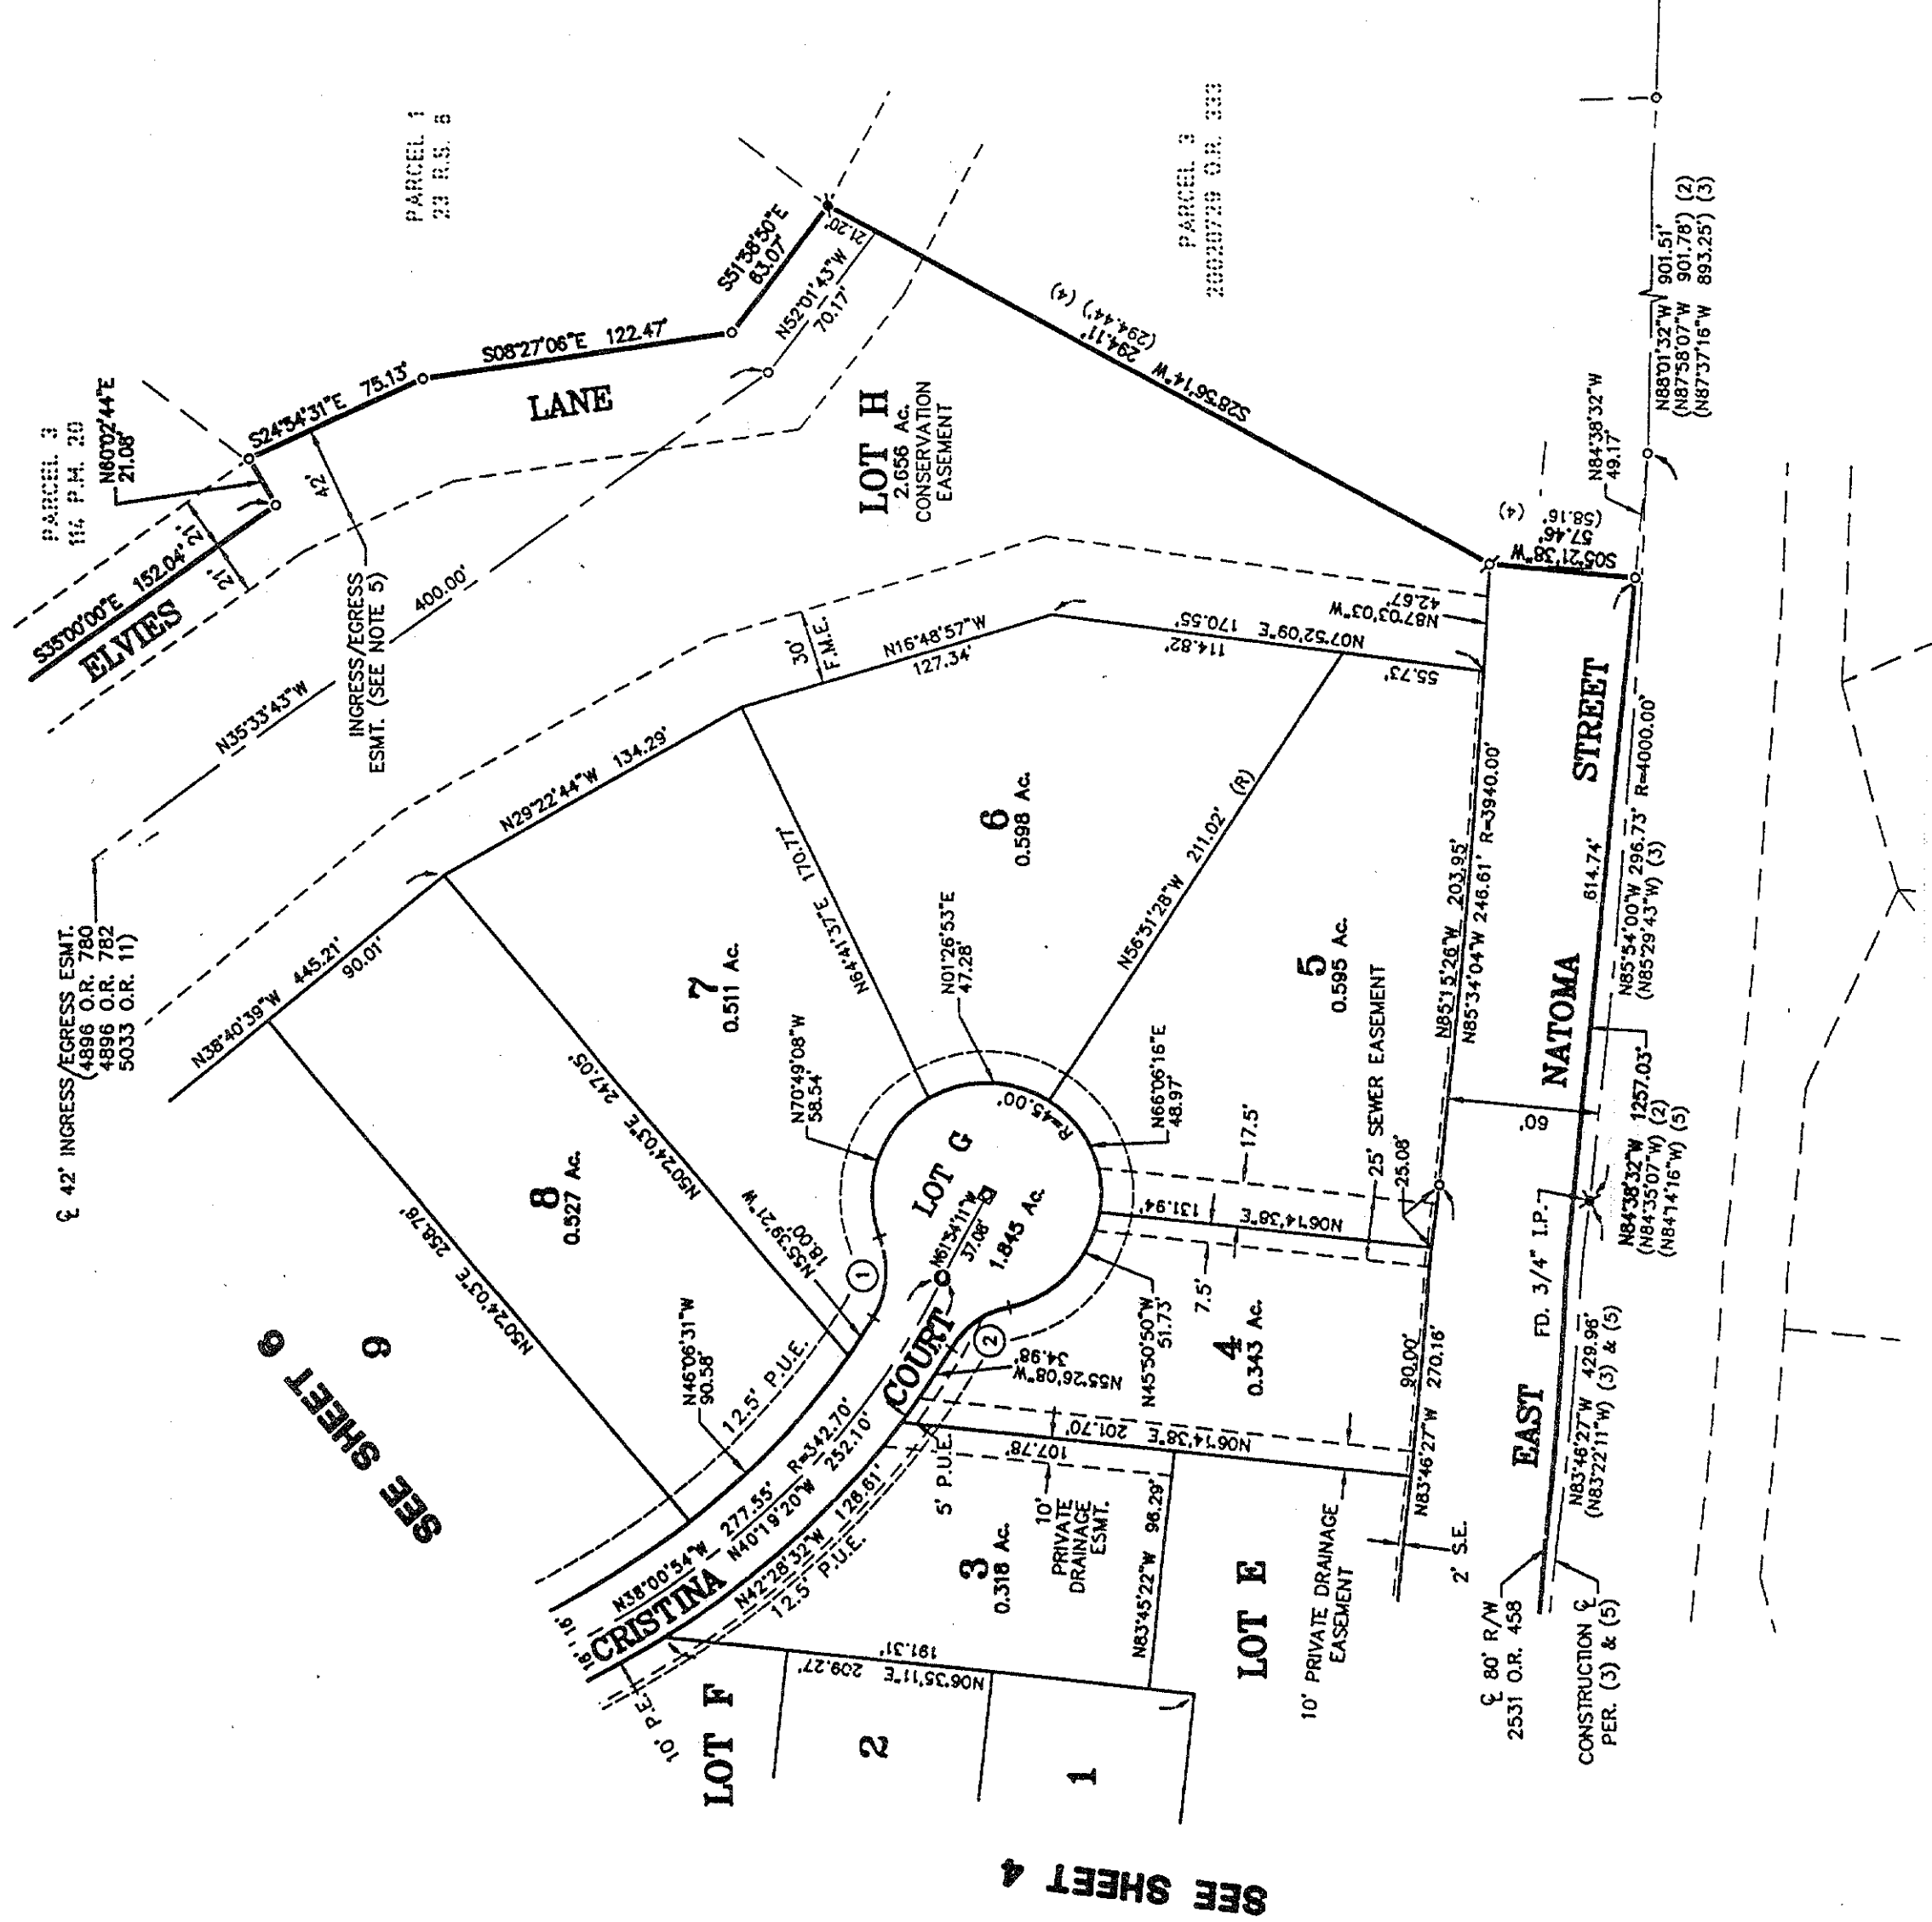 PARCEL 3
114 P.M. 20
N60°02'44"E
21.08'
PARCEL 1
23 R.S. 8
S35°00'00"E 152.04'
ELVIES
21'
21'
S24°34'31"E 75.13'
42'
S08°27'06"E 122.47'
LANE
S51°58'50"E
63.07'
21.20'
N52°01'43"W
70.17'
INGRESS/EGRESS
ESMT. (SEE NOTE 5)
400.00'
N35°33'43"W
℄ 42' INGRESS/EGRESS ESMT.
(4896 O.R. 780
4896 O.R. 782
5033 O.R. 11)
LOT H
2.656 Ac.
CONSERVATION
EASEMENT
PARCEL 3
20020729 O.R. 333
S28°56'14"W 294.11'
(294.44') (4)
N38°40'39"W 445.21'
90.01'
N29°22'44"W 134.29'
30'
F.M.E.
N16°48'57"W
127.34'
N07°52'09"E 170.55'
114.82'
55.73'
N87°03'03"W
42.67'
S05°21'38"W
57.46'
(58.16') (4)
N84°38'32"W
49.17'
N88°01'32"W 901.51'
(N87°58'07"W 901.78') (2)
(N87°37'16"W 893.25') (3)
SEE SHEET 6
9
N50°24'03"E 258.78'
8
0.527 Ac.
N50°24'03"E 247.05'
7
0.511 Ac.
N64°41'37"E 170.77'
6
0.598 Ac.
N56°51'28"W 211.02' (R)
5
0.595 Ac.
N70°49'08"W
58.54'
N01°26'53"E
47.28'
N66°06'16"E
48.97'
R=45.00'
LOT G
1.845 Ac.
N61°54'11"W
37.08'
N55°39'21"W
18.00'
1
2
N46°06'31"W
90.58'
12.5' P.U.E.
N38°00'54"W 277.55' R=342.70'
N40°19'20"W 252.10'
N42°28'32"W 128.61'
12.5' P.U.E.
CRISTINA
COURT
18' 18'
10' P.E.
5' P.U.E.
N55°26'08"W
34.98'
N45°50'50"W
51.73'
7.5'
17.5'
25' SEWER EASEMENT
25.08'
N06°14'38"E 131.94'
4
0.343 Ac.
N06°14'38"E 201.70'
107.78'
10'
PRIVATE
DRAINAGE
ESMT.
3
0.318 Ac.
N83°45'22"W 96.29'
N06°35'11"E 209.27'
191.31'
LOT F
2
1
LOT E
10' PRIVATE DRAINAGE
EASEMENT
SEE SHEET 4
90.00'
N83°46'27"W 270.16'
2' S.E.
N85°15'26"W 203.95'
N85°34'04"W 246.61' R=3940.00'
EAST
NATOMA
STREET
60'
614.74'
FD. 3/4" I.P.
N85°54'00"W 296.73' R=4000.00'
(N85°29'43"W) (3)
N84°38'32"W 1257.03'
(N84°35'07"W) (2)
(N84°14'16"W) (5)
N83°46'27"W 429.96'
(N83°22'11"W) (3) & (5)
℄ 80' R/W
2531 O.R. 458
CONSTRUCTION ℄
PER. (3) & (5)